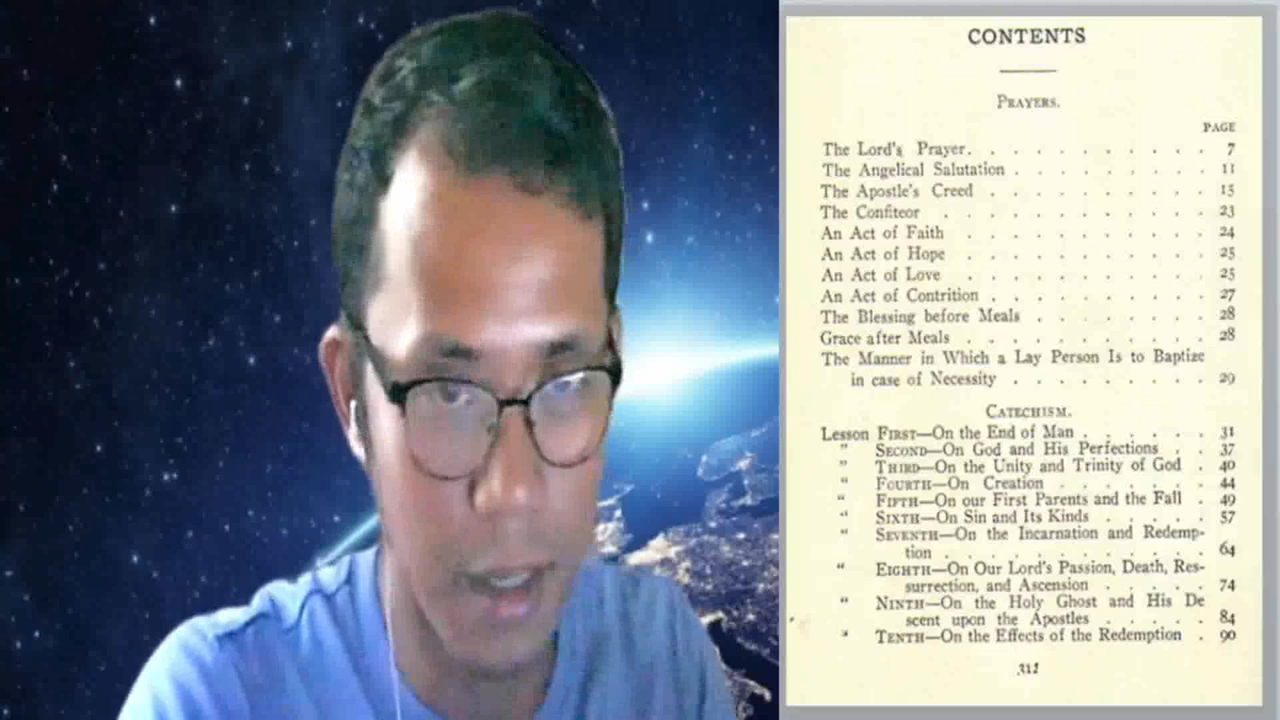 CONTENTS
PRAYERS.
PAGE
The Lord's Prayer. . . . . . . . . . . 7
The Angelical Salutation . . . . . . . . . 11
The Apostle's Creed . . . . . . . . . . 15
The Confiteor . . . . . . . . . . . . 23
An Act of Faith . . . . . . . . . . . 24
An Act of Hope . . . . . . . . . . . 25
An Act of Love . . . . . . . . . . . 25
An Act of Contrition . . . . . . . . . . 27
The Blessing before Meals . . . . . . . . 28
Grace after Meals . . . . . . . . . . . 28
The Manner in Which a Lay Person Is to Baptize
in case of Necessity . . . . . . . . . 29
CATECHISM.
Lesson FIRST—On the End of Man . . . . . . 31
" SECOND—On God and His Perfections . . 37
" THIRD—On the Unity and Trinity of God . 40
" FOURTH—On Creation . . . . . . . 44
" FIFTH—On our First Parents and the Fall . 49
" SIXTH—On Sin and Its Kinds . . . . . 57
" SEVENTH—On the Incarnation and Redemp-
tion . . . . . . . . . . . . 64
" EIGHTH—On Our Lord's Passion, Death, Res-
surrection, and Ascension . . . . . 74
" NINTH—On the Holy Ghost and His De
scent upon the Apostles . . . . . 84
" TENTH—On the Effects of the Redemption . 90